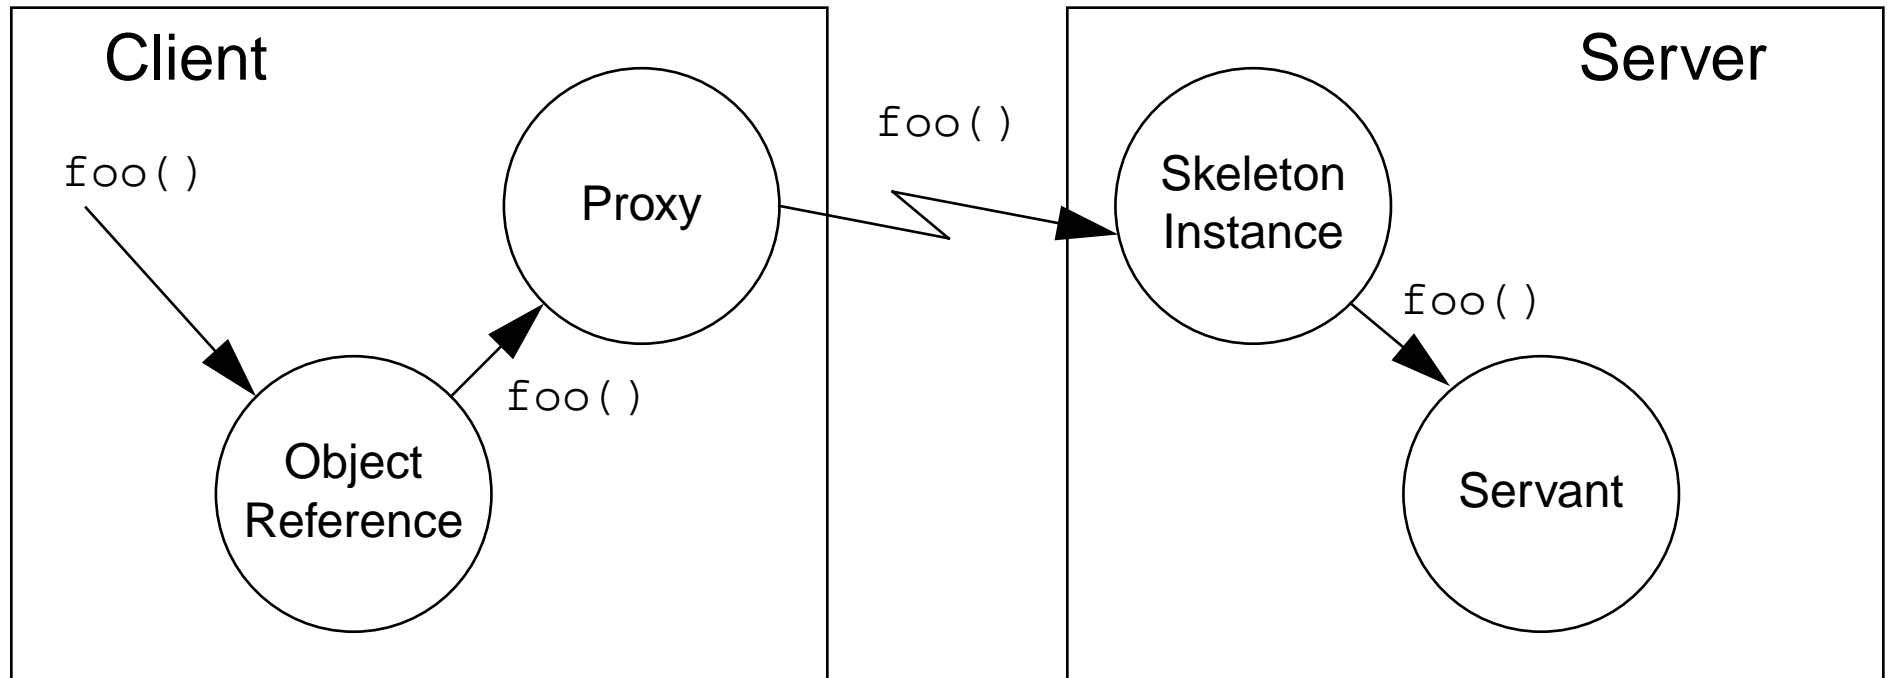 Client
foo()
Proxy
foo()
Object
Reference
foo()
Server
Skeleton
Instance
foo()
Servant